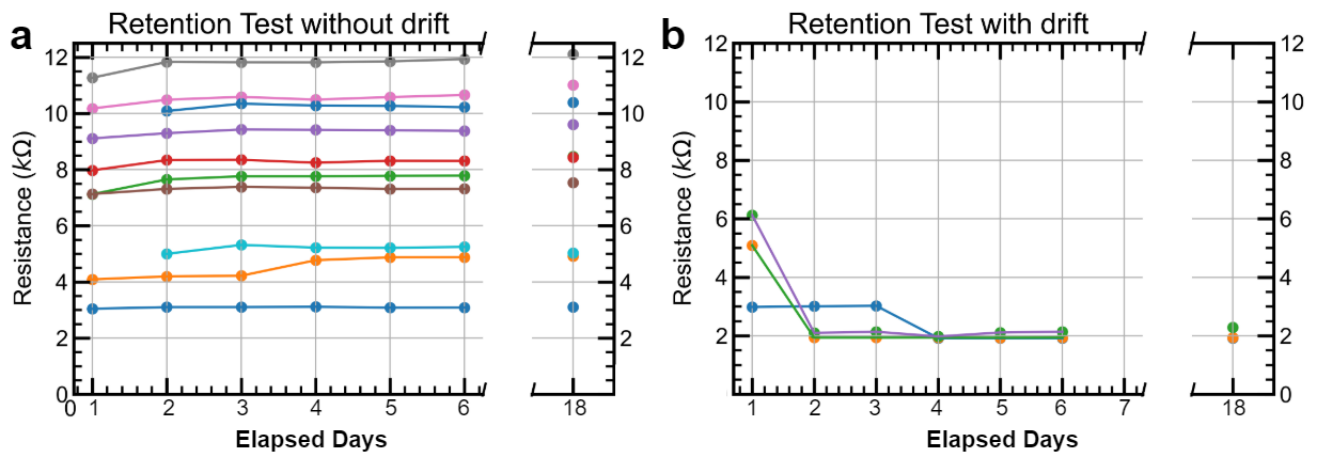 a
Retention Test without drift
12
10
8
6
4
2
0
Resistance (kΩ)
0 1 2 3 4 5 6
18
12
10
8
6
4
2
0
Elapsed Days
b
Retention Test with drift
12
10
8
6
4
2
Resistance (kΩ)
1 2 3 4 5 6 7
18
12
10
8
6
4
2
0
Elapsed Days